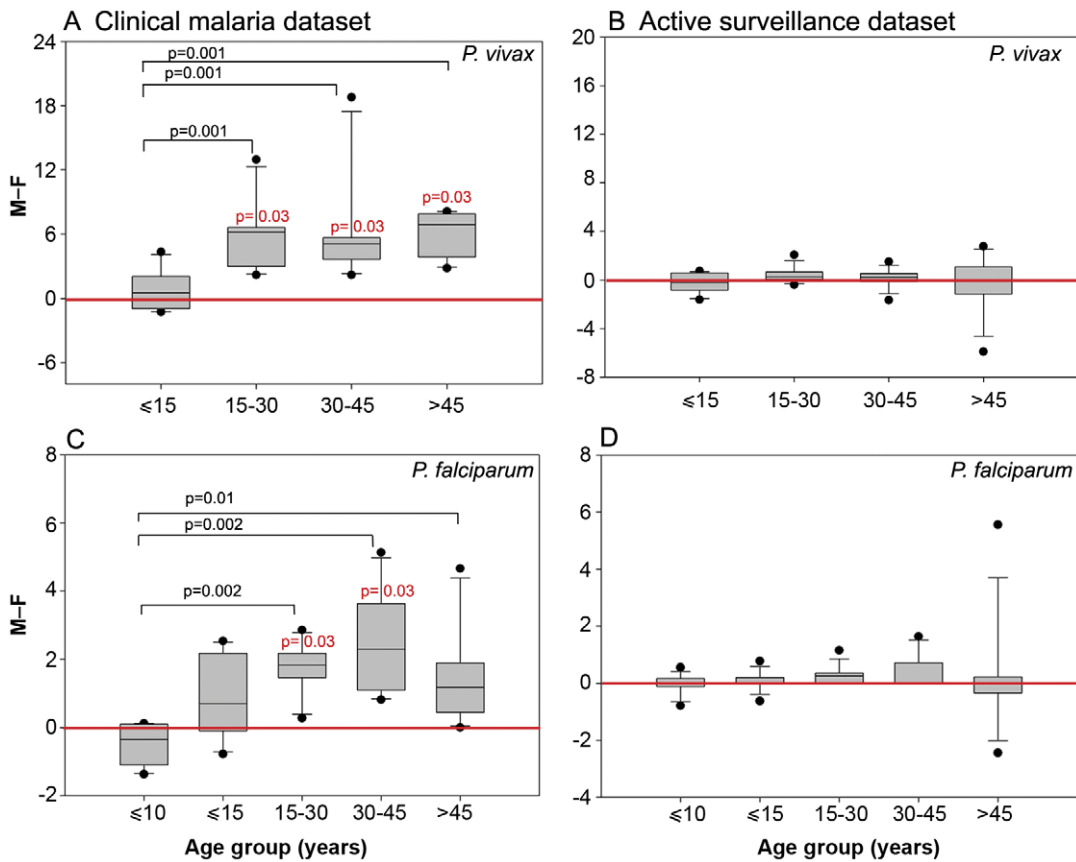 A Clinical malaria dataset
24
18
12
6
0
-6
M–F
P. vivax
p=0.001
p=0.001
p=0.001
p= 0.03
p= 0.03
p=0.03
⩽15 15-30 30-45 >45
B Active surveillance dataset
20
16
12
8
4
0
-4
-8
P. vivax
⩽15 15-30 30-45 >45
C
8
6
4
2
0
-2
M–F
P. falciparum
p=0.01
p=0.002
p=0.002
p= 0.03
p= 0.03
⩽10 ⩽15 15-30 30-45 >45
Age group (years)
D
8
6
4
2
0
-2
-4
P. falciparum
⩽10 ⩽15 15-30 30-45 >45
Age group (years)